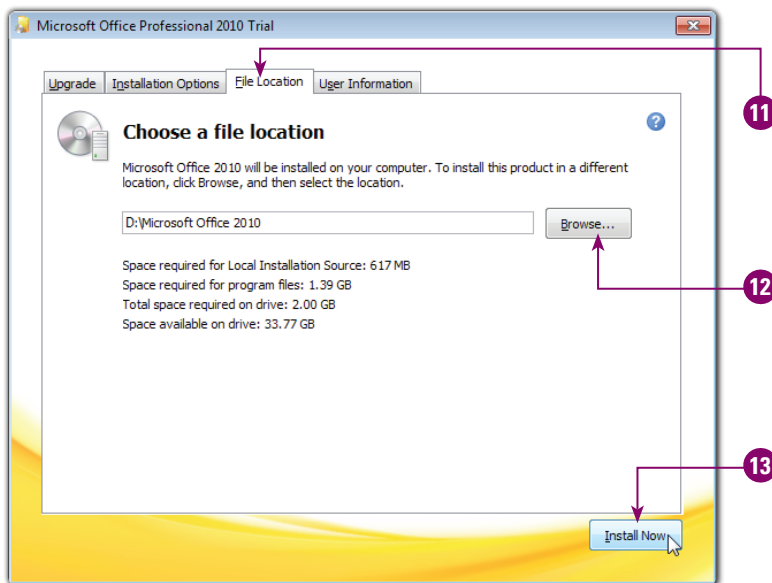 Microsoft Office Professional 2010 Trial
Upgrade Installation Options File Location User Information
11
Choose a file location
Microsoft Office 2010 will be installed on your computer. To install this product in a different
location, click Browse, and then select the location.
D:\Microsoft Office 2010
Browse...
Space required for Local Installation Source: 617 MB
Space required for program files: 1.39 GB
12
Total space required on drive: 2.00 GB
Space available on drive: 33.77 GB
13
Install Now